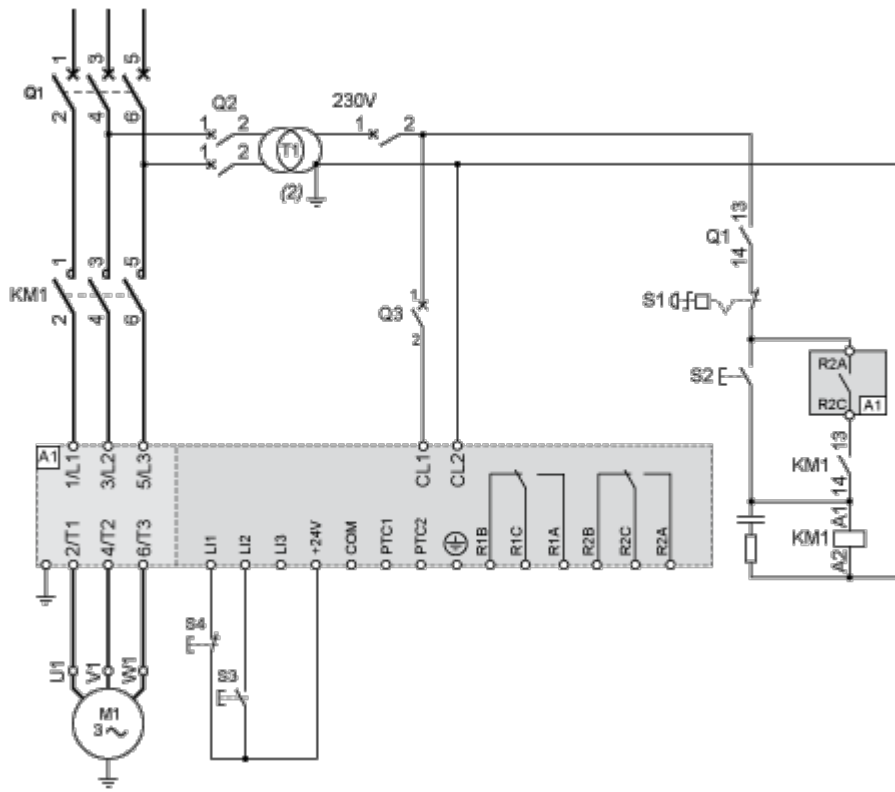 1 3 5
Q1
2 4 6
Q2
1 2
2
T1
(2)
230V
1 2
13
Q1
14
1 3 5
KM1
2 4 6
1
Q3
2
S1
S2
R2A
R2C A1
13
KM1
14
A1
KM1
A2
A1
1/L1 3/L2 5/L3
CL1 CL2
2/T1 4/T2 6/T3
LI1 LI2 LI3 +24V COM PTC1 PTC2 R1B R1C R1A R2B R2C R2A
S4
S3
U1 V1 W1
M1
3 ~